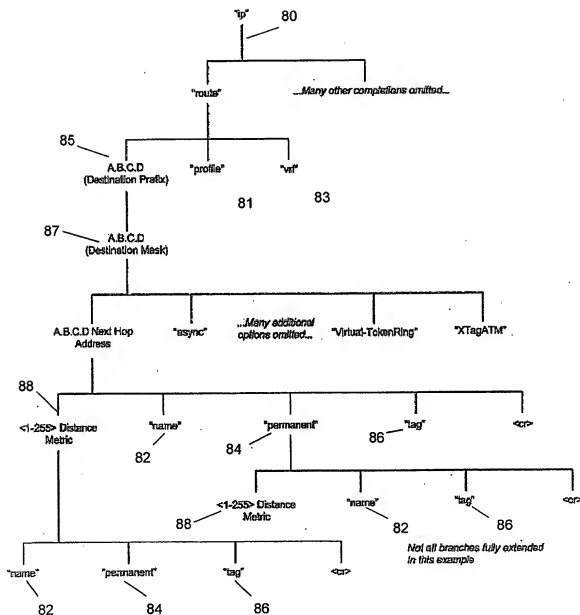 "ip"
80
"route"
...Many other completions omitted...
85
A.B.C.D
(Destination Prefix)
"profile"
"vrf"
81
83
87
A.B.C.D
(Destination Mask)
A.B.C.D Next Hop
Address
"async"
...Many additional
options omitted...
"Virtual-TokenRing"
"XTagATM"
88
<1-255> Distance
Metric
"name"
"permanent"
"tag"
<cr>
82
84
86
88
<1-255> Distance
Metric
"name"
"tag"
<cr>
82
86
Not all branches fully extended
in this example
"name"
"permanent"
"tag"
<cr>
82
84
86